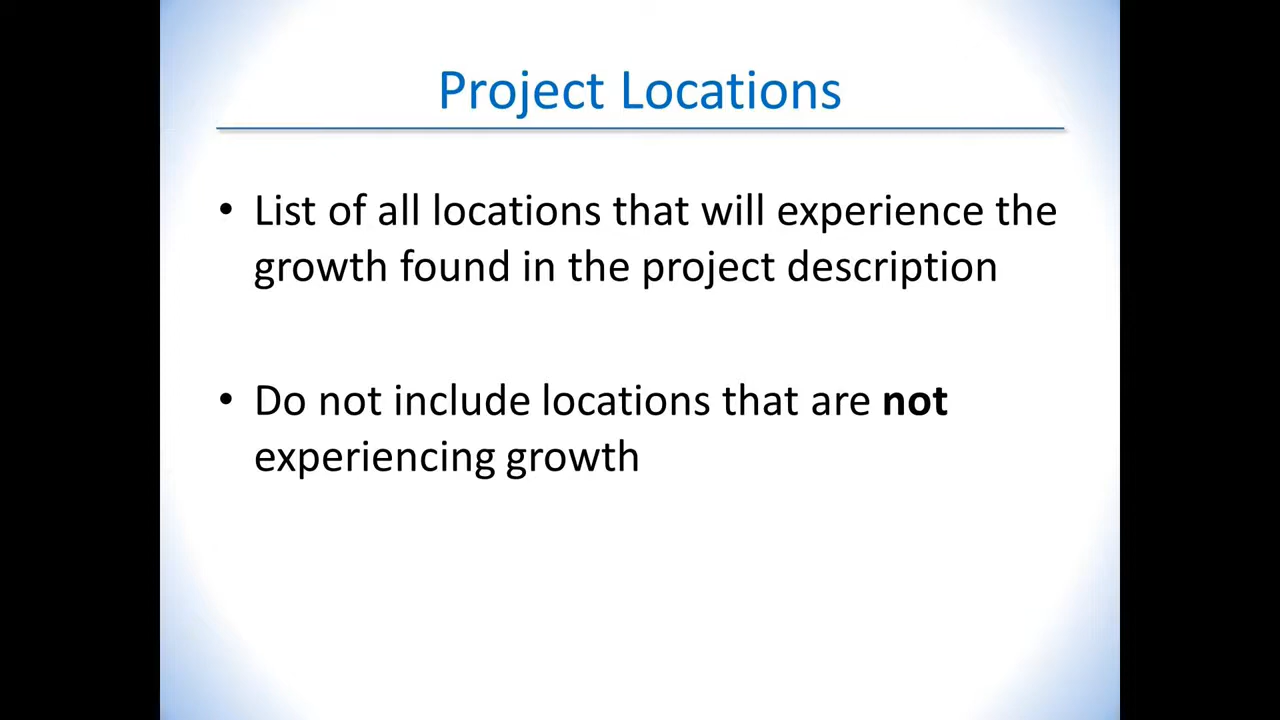 Project Locations
• List of all locations that will experience the
growth found in the project description
• Do not include locations that are not
experiencing growth